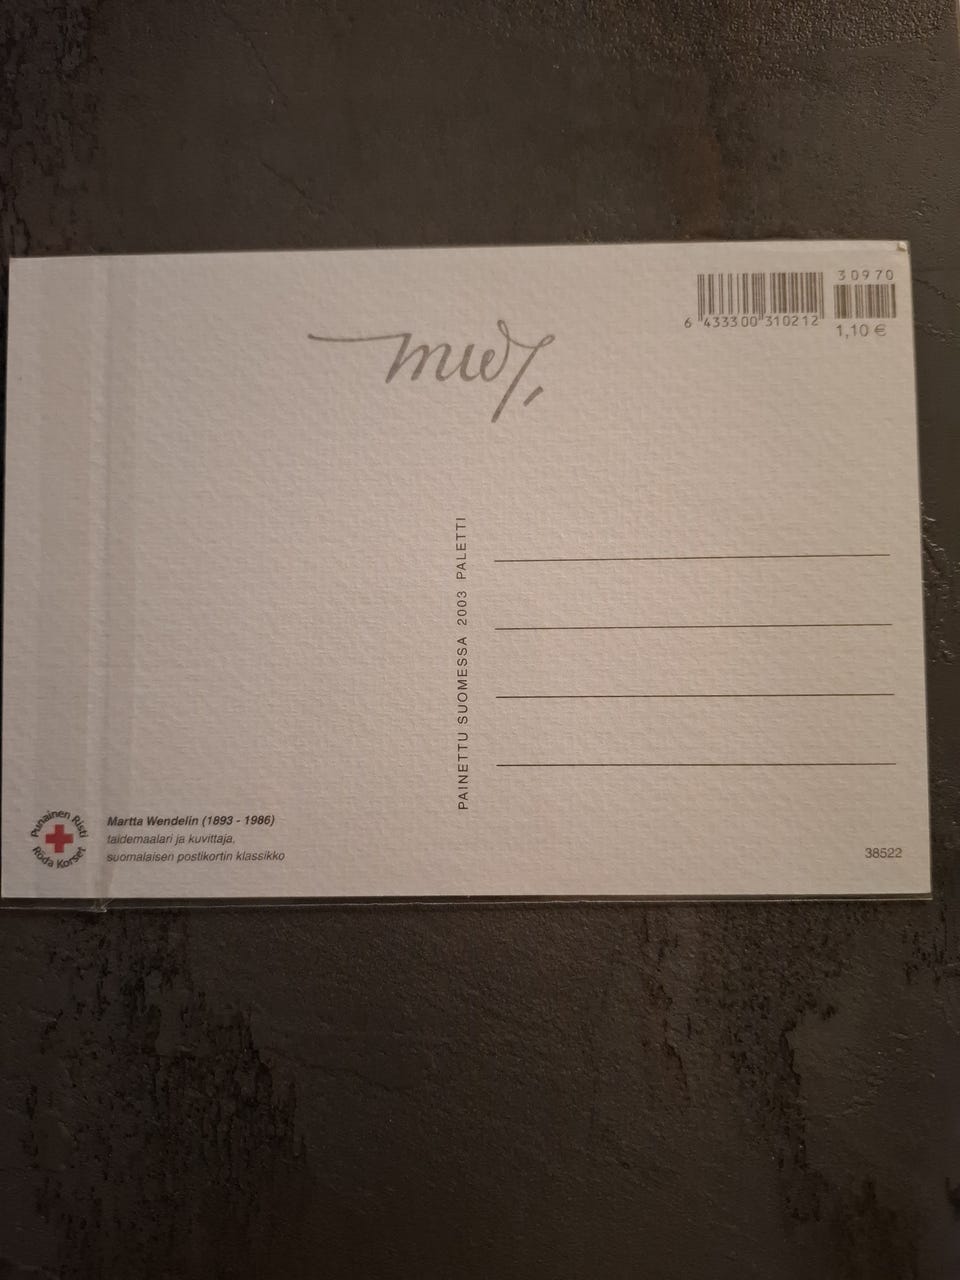 30970
6 433300 310212
1,10 €
PAINETTU SUOMESSA 2003 PALETTI
Punainen Risti
Röda Korset
Martta Wendelin (1893 - 1986)
taidemaalari ja kuvittaja,
suomalaisen postikortin klassikko
38522